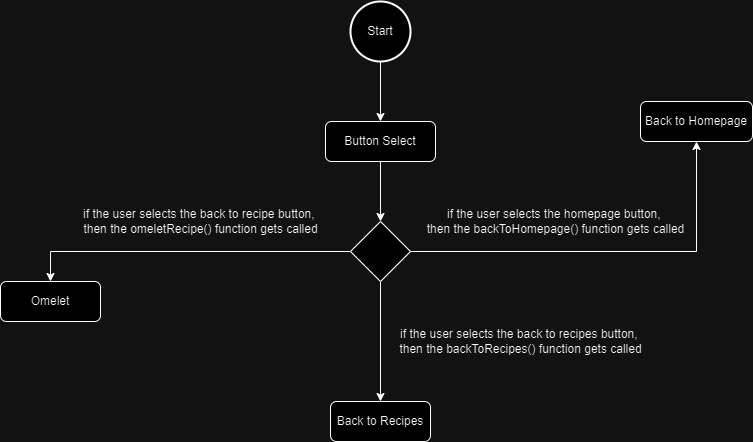 Start
Back to Homepage
Button Select
if the user selects the back to recipe button,
then the omeletRecipe() function gets called
if the user selects the homepage button,
then the backToHomepage() function gets called
Omelet
if the user selects the back to recipes button,
then the backToRecipes() function gets called
Back to Recipes